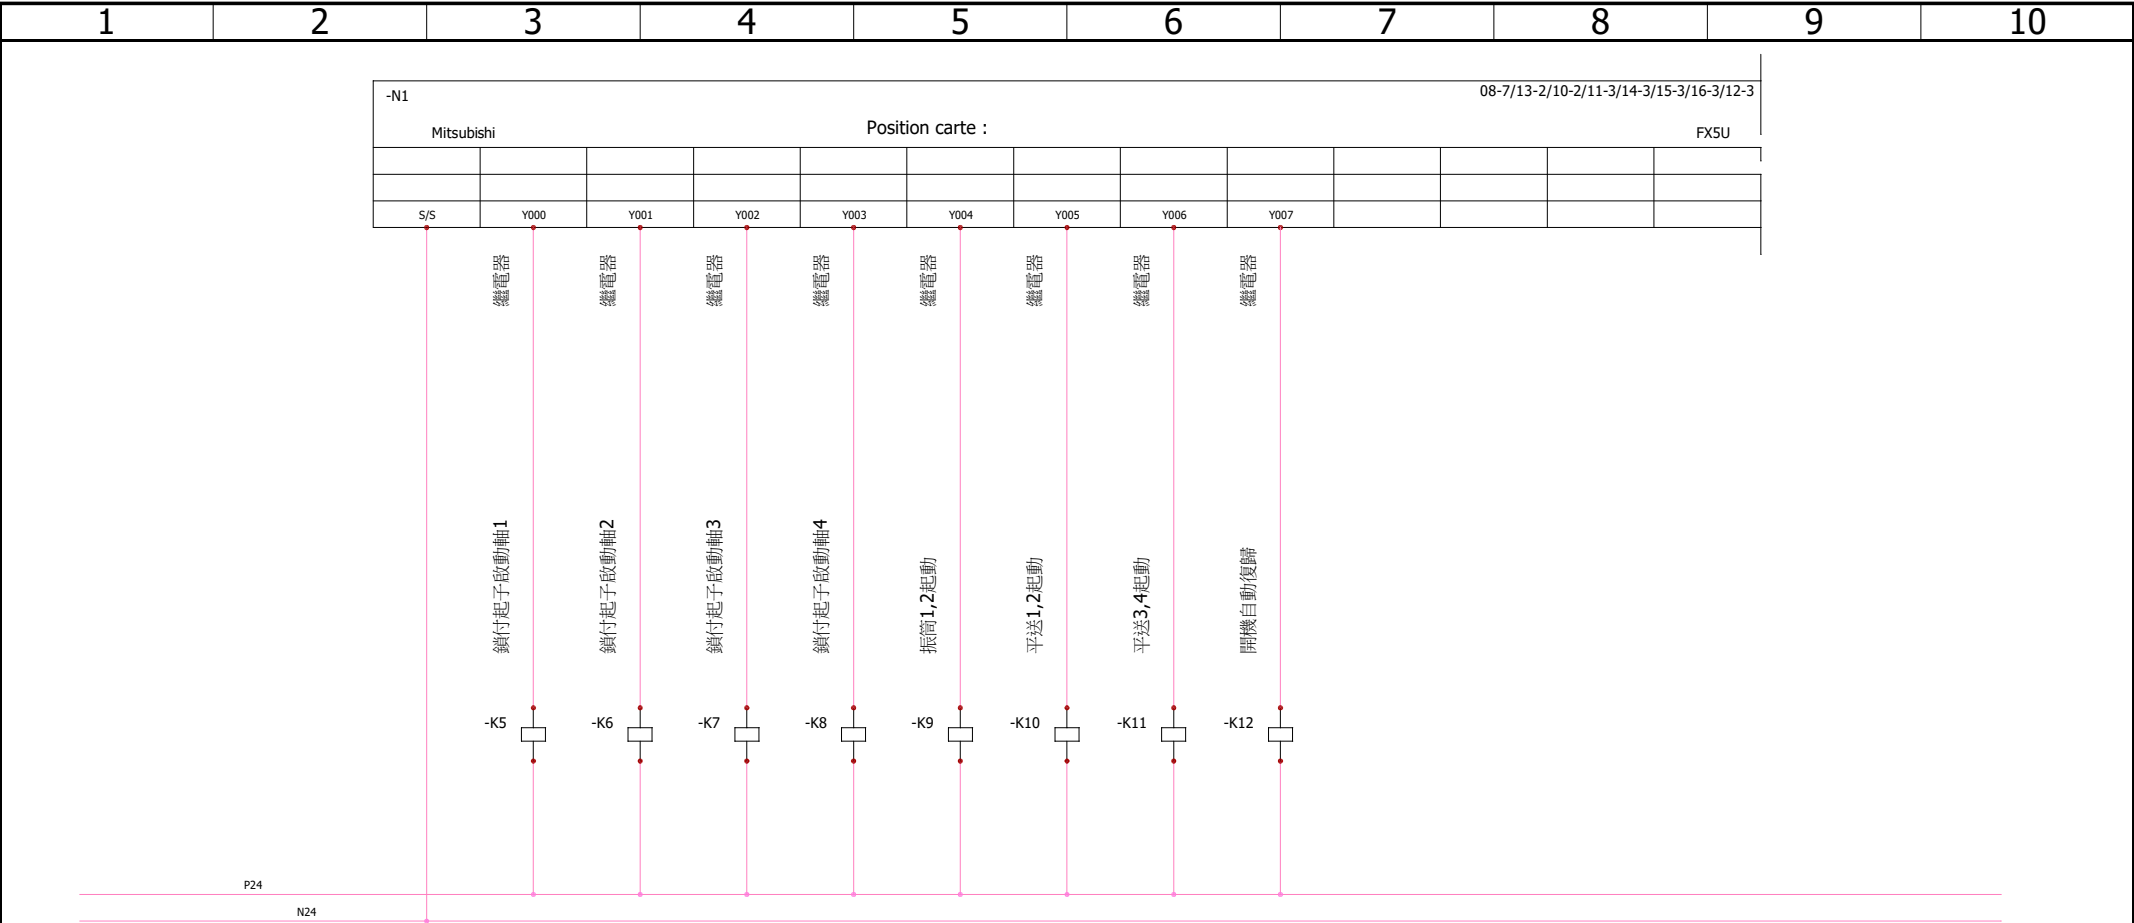 1 2 3 4 5 6 7 8 9 10
-N1 08-7/13-2/10-2/11-3/14-3/15-3/16-3/12-3
Mitsubishi Position carte : FX5U
S/S Y000 Y001 Y002 Y003 Y004 Y005 Y006 Y007
繼電器
繼電器
繼電器
繼電器
繼電器
繼電器
繼電器
繼電器
鎖付起子啟動軸1
鎖付起子啟動軸2
鎖付起子啟動軸3
鎖付起子啟動軸4
振筒1,2起動
平送1,2起動
平送3,4起動
開機自動復歸
-K5 -K6 -K7 -K8 -K9 -K10 -K11 -K12
P24
N24